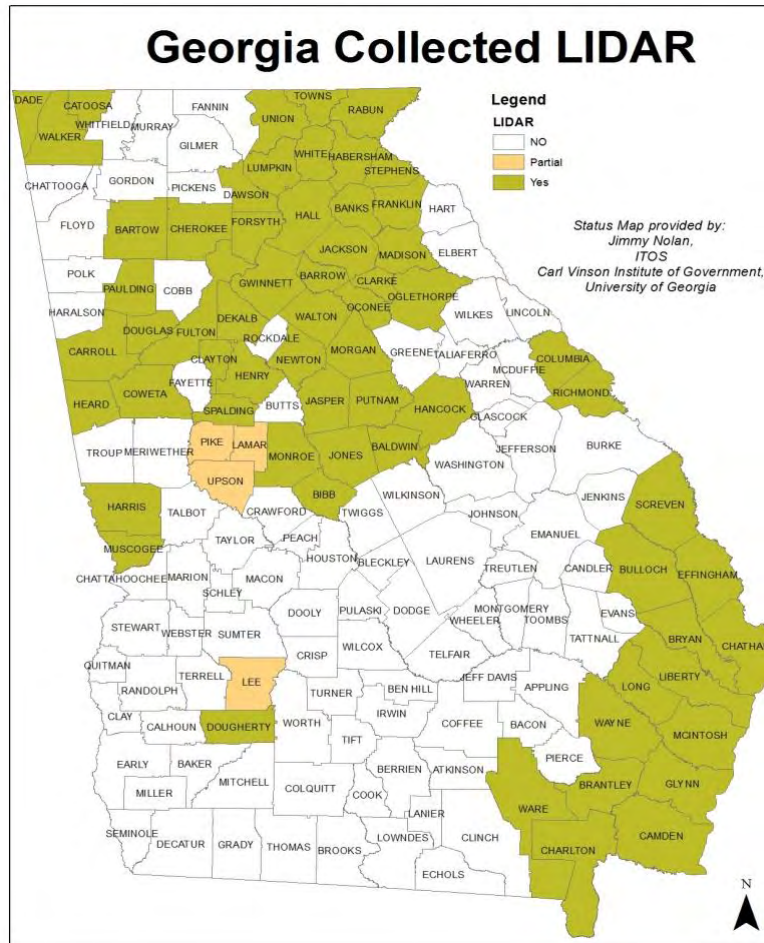 Georgia Collected LIDAR
Legend
LIDAR
NO
Partial
Yes
Status Map provided by:
Jimmy Nolan,
ITOS
Carl Vinson Institute of Government,
University of Georgia
DADE
CATOOSA
WHITFIELD
WALKER
MURRAY
FANNIN
GILMER
UNION
TOWNS
RABUN
WHITE
HABERSHAM
STEPHENS
LUMPKIN
CHATTOOGA
GORDON
PICKENS
DAWSON
HALL
BANKS
FRANKLIN
HART
FLOYD
BARTOW
CHEROKEE
FORSYTH
JACKSON
MADISON
ELBERT
POLK
PAULDING
COBB
GWINNETT
BARROW
CLARKE
OGLETHORPE
OCONEE
WILKES
LINCOLN
HARALSON
DOUGLAS
FULTON
DEKALB
WALTON
ROCKDALE
CARROLL
CLAYTON
NEWTON
MORGAN
GREENE
TALIAFERRO
MCDUFFIE
COLUMBIA
WARREN
RICHMOND
FAYETTE
HENRY
HEARD
COWETA
SPALDING
BUTTS
JASPER
PUTNAM
HANCOCK
GLASCOCK
JEFFERSON
BURKE
TROUP
MERIWETHER
PIKE
LAMAR
MONROE
JONES
BALDWIN
WASHINGTON
UPSON
BIBB
WILKINSON
JENKINS
SCREVEN
HARRIS
TALBOT
CRAWFORD
TWIGGS
JOHNSON
MUSCOGEE
TAYLOR
PEACH
HOUSTON
BLECKLEY
LAURENS
EMANUEL
TREUTLEN
CANDLER
BULLOCH
EFFINGHAM
CHATTAHOOCHEE
MARION
MACON
SCHLEY
DOOLY
PULASKI
DODGE
MONTGOMERY
WHEELER
TOOMBS
EVANS
TATTNALL
BRYAN
CHATHA
STEWART
WEBSTER
SUMTER
CRISP
WILCOX
TELFAIR
QUITMAN
RANDOLPH
TERRELL
LEE
TURNER
BEN HILL
JEFF DAVIS
APPLING
LONG
LIBERTY
CLAY
CALHOUN
DOUGHERTY
WORTH
TIFT
IRWIN
COFFEE
BACON
WAYNE
MCINTOSH
PIERCE
EARLY
BAKER
MITCHELL
COLQUITT
BERRIEN
ATKINSON
BRANTLEY
GLYNN
MILLER
COOK
WARE
LANIER
SEMINOLE
DECATUR
GRADY
THOMAS
BROOKS
LOWNDES
CLINCH
CHARLTON
CAMDEN
ECHOLS
N